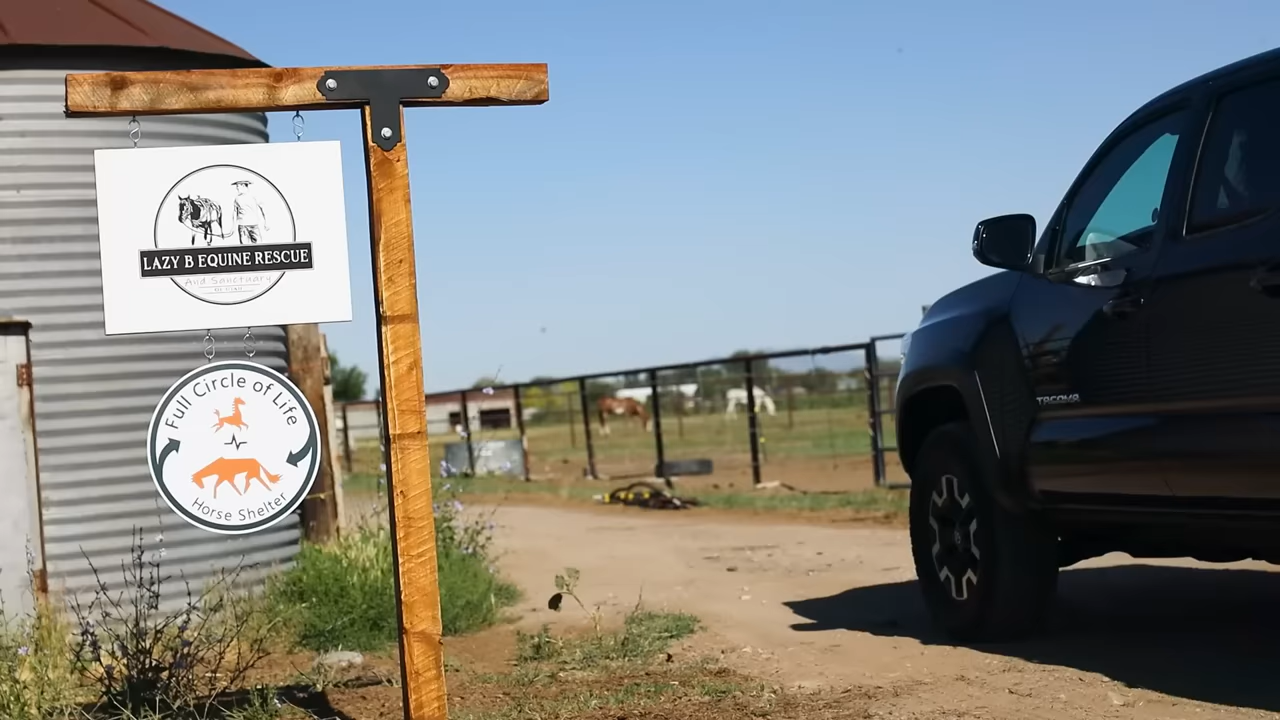 LAZY B EQUINE RESCUE
And Sanctuary
Full Circle of Life
Horse Shelter
TACOMA